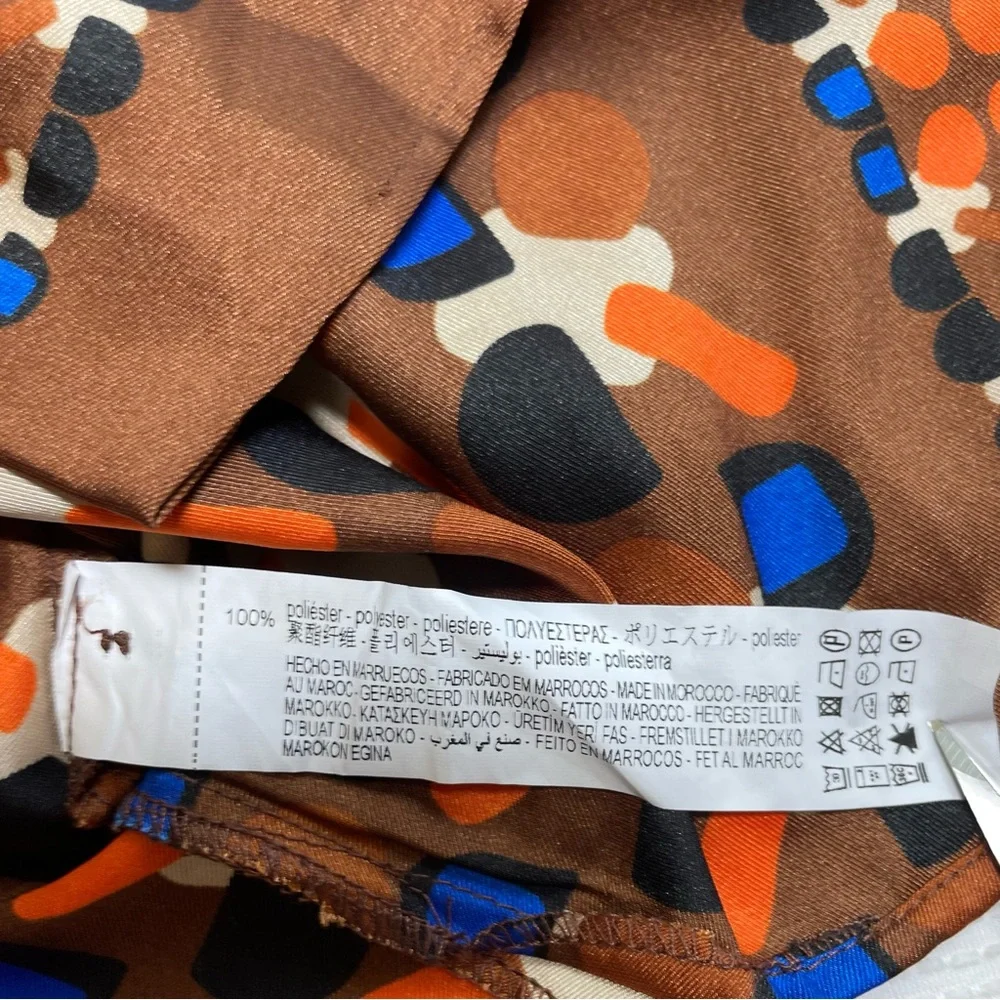 100% poliéster - poliester - poliestere - ΠΟΛΥΕΣΤΕΡΑΣ - ポリエステル - poliester
聚酯纤维 - 폴리에스터 - بوليستير - polièster - poliesterra
HECHO EN MARRUECOS - FABRICADO EM MARROCOS - MADE IN MOROCCO - FABRIQUÉ
AU MAROC - GEFABRICEERD IN MAROKKO - FATTO IN MAROCCO - HERGESTELLT IN
MAROKKO - ΚΑΤΑΣΚΕΥΗ ΜΑΡΟΚΟ - ÜRETİM YERİ FAS - FREMSTILLET I MAROKKO
DIBUAT DI MAROKO - صنع في المغرب - FEITO EN MARROCOS - FET AL MARROC
MAROKON EGINA